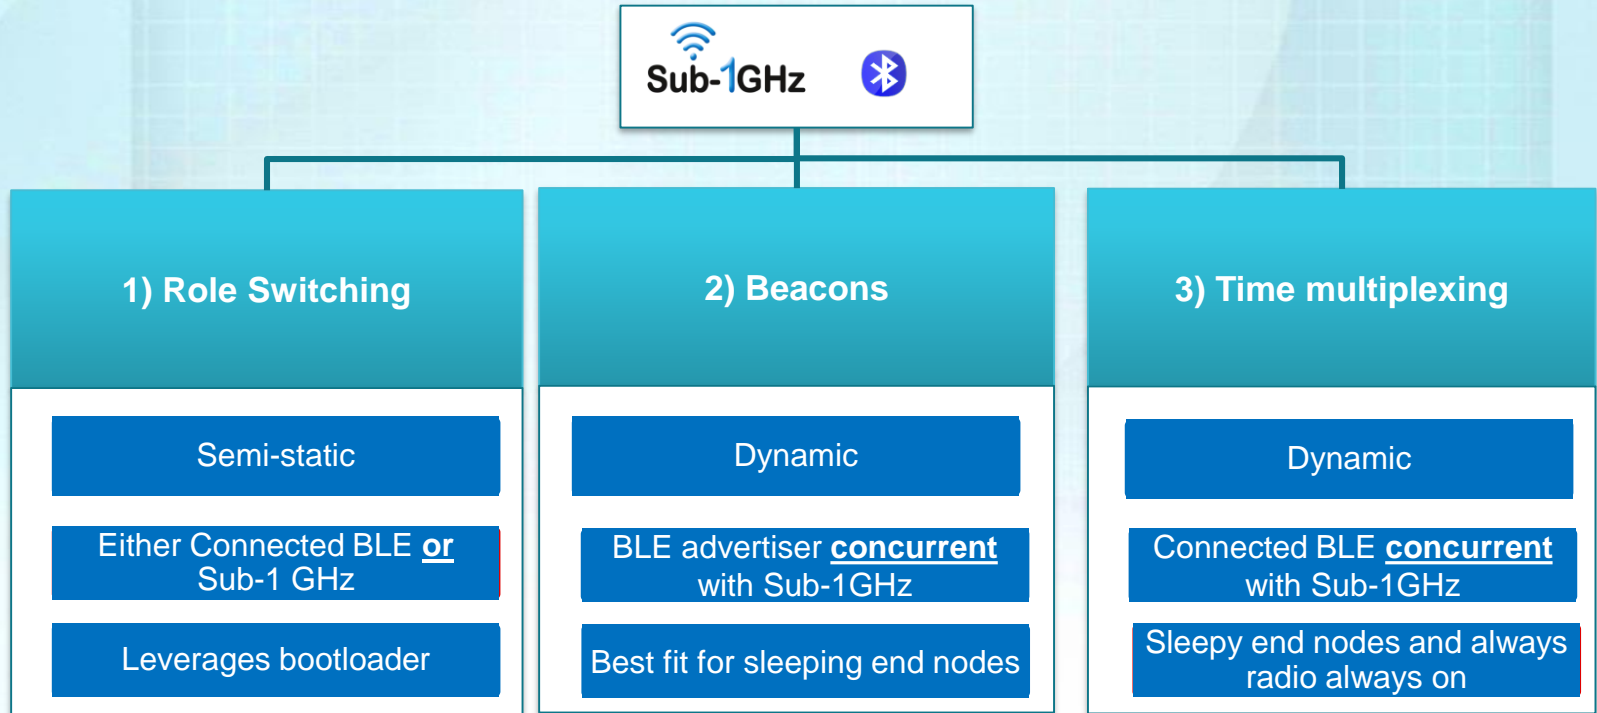 Sub-1GHz
1) Role Switching
Semi-static
Either Connected BLE or
Sub-1 GHz
Leverages bootloader
2) Beacons
Dynamic
BLE advertiser concurrent
with Sub-1GHz
Best fit for sleeping end nodes
3) Time multiplexing
Dynamic
Connected BLE concurrent
with Sub-1GHz
Sleepy end nodes and always
radio always on